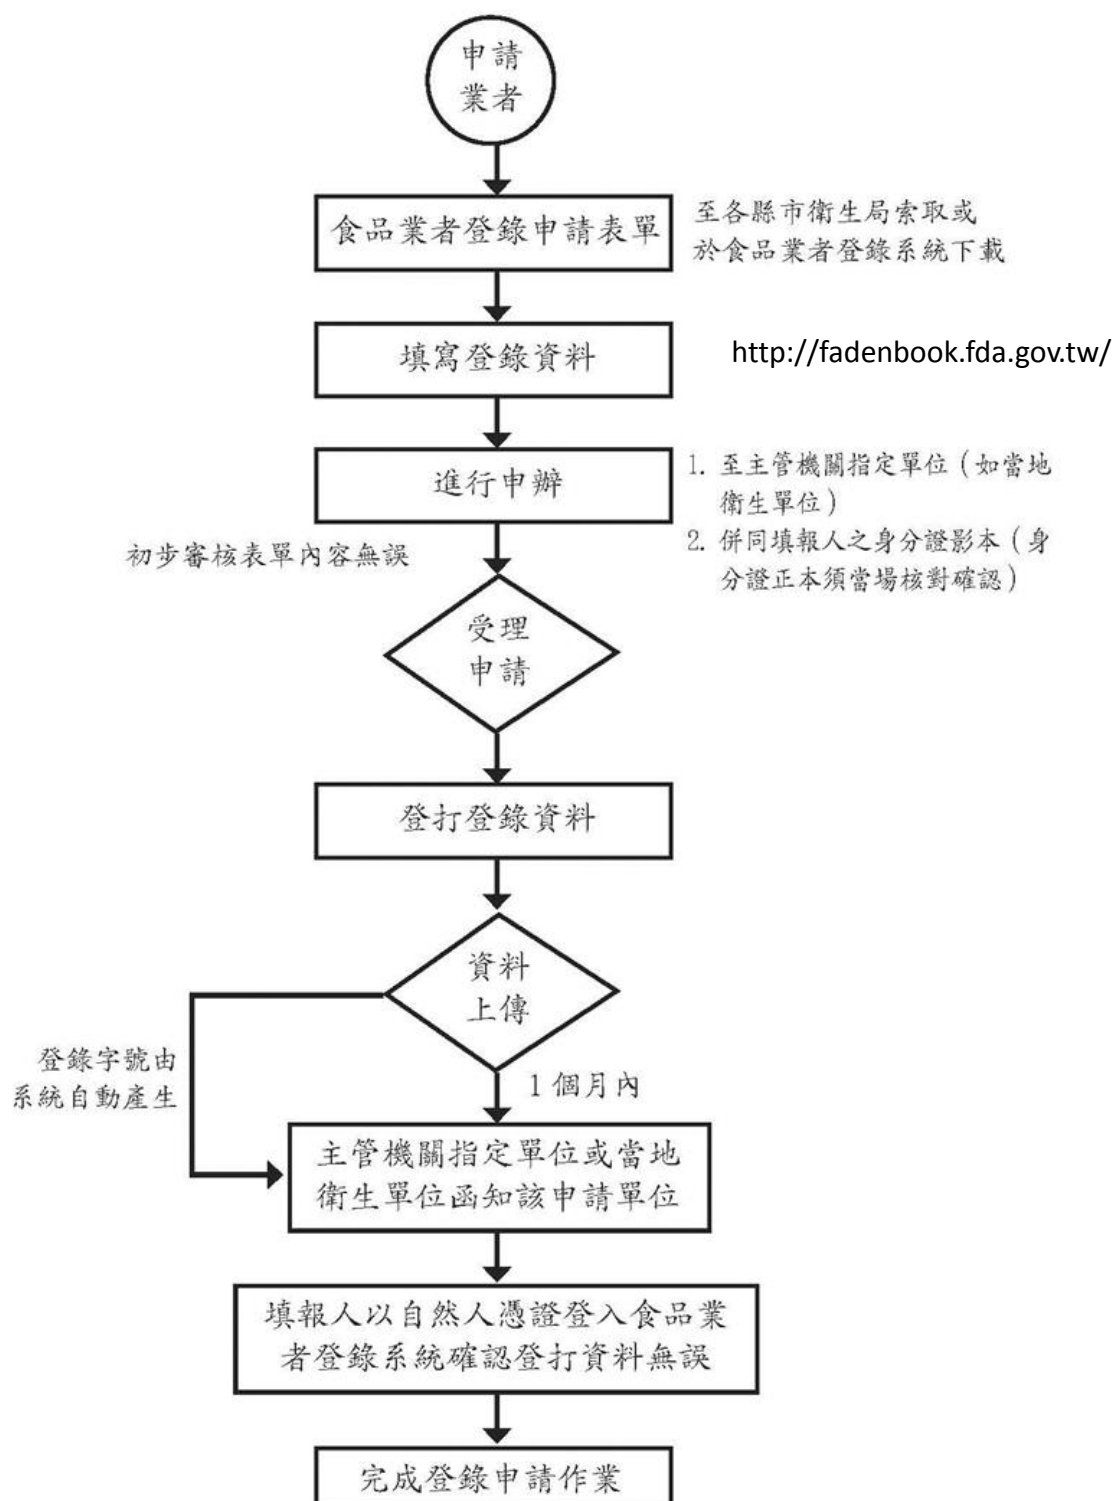 申請
業者
食品業者登錄申請表單
至各縣市衛生局索取或
於食品業者登錄系統下載
填寫登錄資料
http://fadenbook.fda.gov.tw/
進行申辦
1. 至主管機關指定單位（如當地
衛生單位）
2. 併同填報人之身分證影本（身
分證正本須當場核對確認）
初步審核表單內容無誤
受理
申請
登打登錄資料
資料
上傳
登錄字號由
系統自動產生
1 個月內
主管機關指定單位或當地
衛生單位函知該申請單位
填報人以自然人憑證登入食品業
者登錄系統確認登打資料無誤
完成登錄申請作業